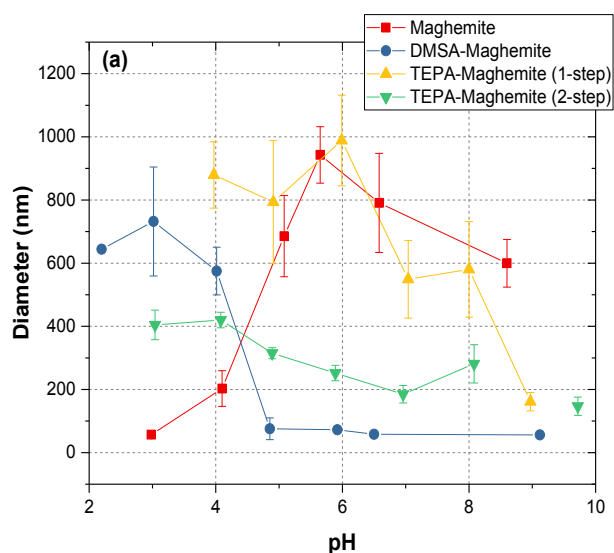 Maghemite
DMSA-Maghemite
TEPA-Maghemite (1-step)
TEPA-Maghemite (2-step)
(a)
1200
1000
800
600
400
200
0
Diameter (nm)
2 4 6 8 10
pH